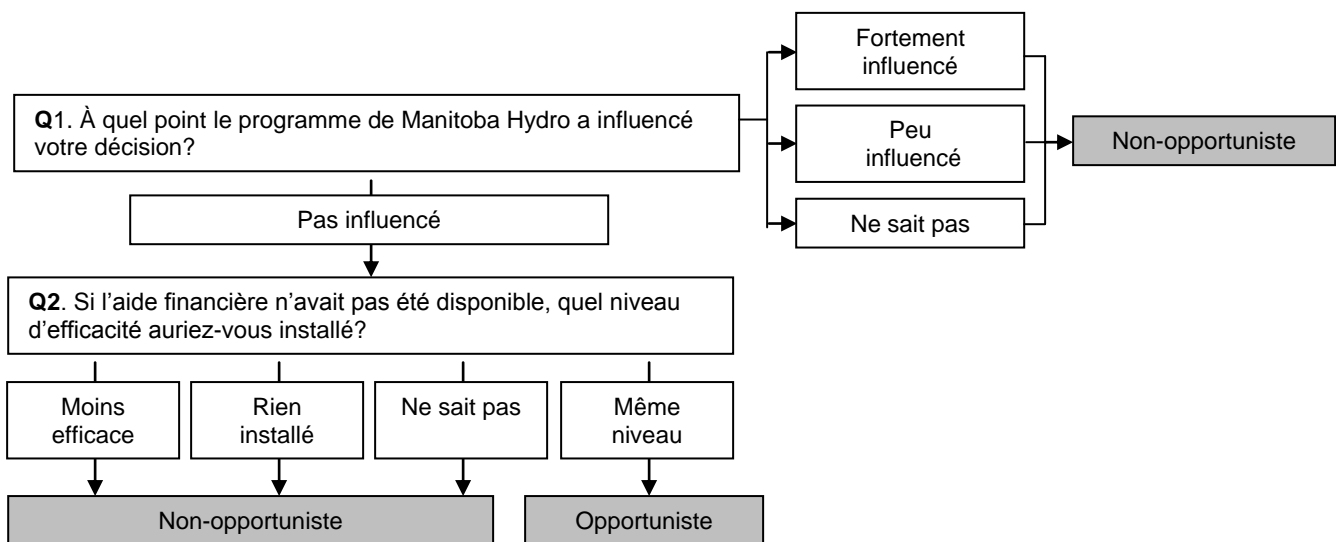 Fortement
influencé
Q1. À quel point le programme de Manitoba Hydro a influencé
votre décision?
Peu
influencé
Non-opportuniste
Pas influencé
Ne sait pas
Q2. Si l’aide financière n’avait pas été disponible, quel niveau
d’efficacité auriez-vous installé?
Moins
efficace
Rien
installé
Ne sait pas
Même
niveau
Non-opportuniste
Opportuniste